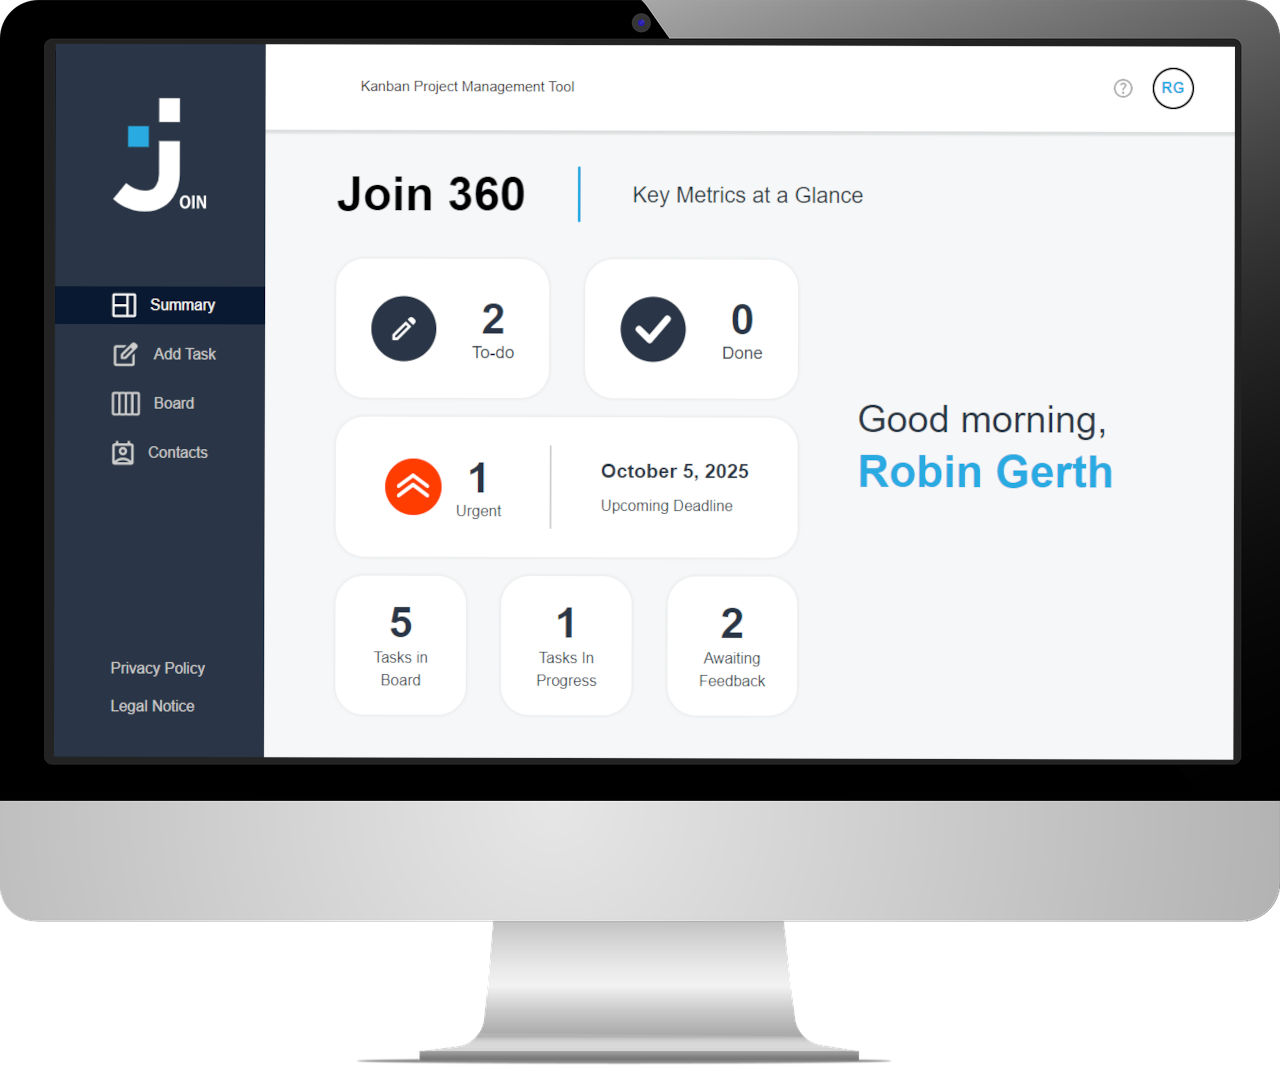 OIN
Summary
Add Task
Board
Contacts
Privacy Policy
Legal Notice
Kanban Project Management Tool
?
RG
Join 360
Key Metrics at a Glance
2
To-do
0
Done
1
Urgent
October 5, 2025
Upcoming Deadline
5
Tasks in
Board
1
Tasks In
Progress
2
Awaiting
Feedback
Good morning,
Robin Gerth